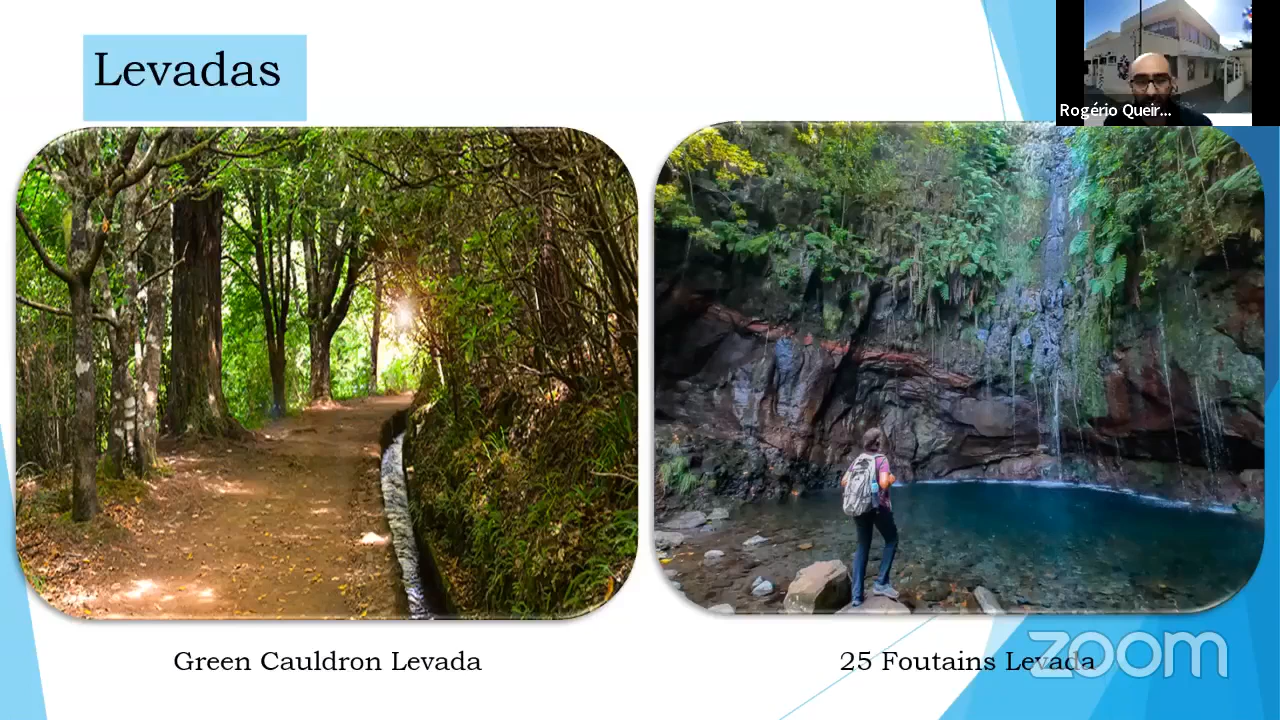 Levadas
Rogério Queir...
Green Cauldron Levada
25 Foutains Levada
zoom